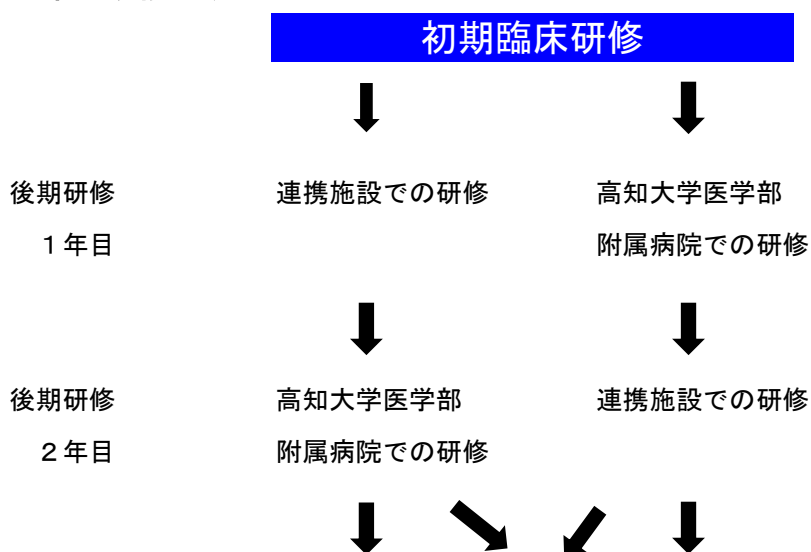 初期臨床研修
後期研修 連携施設での研修 高知大学医学部
１年目 附属病院での研修
後期研修 高知大学医学部 連携施設での研修
２年目 附属病院での研修